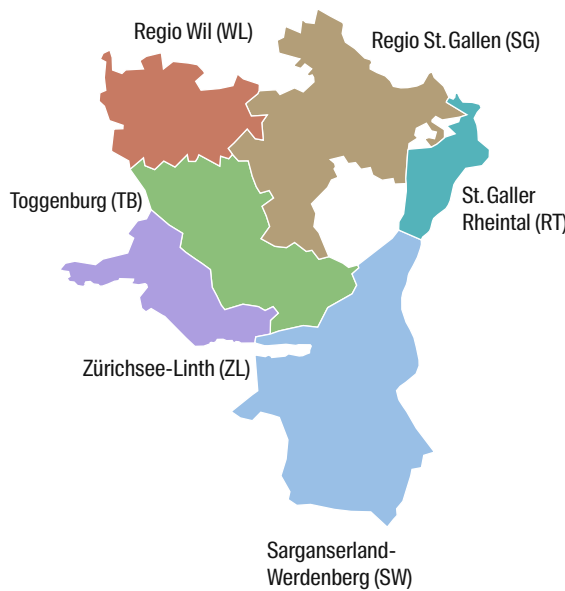 Regio Wil (WL)
Regio St. Gallen (SG)
Toggenburg (TB)
St. Galler
Rheintal (RT)
Zürichsee-Linth (ZL)
Sarganserland-
Werdenberg (SW)